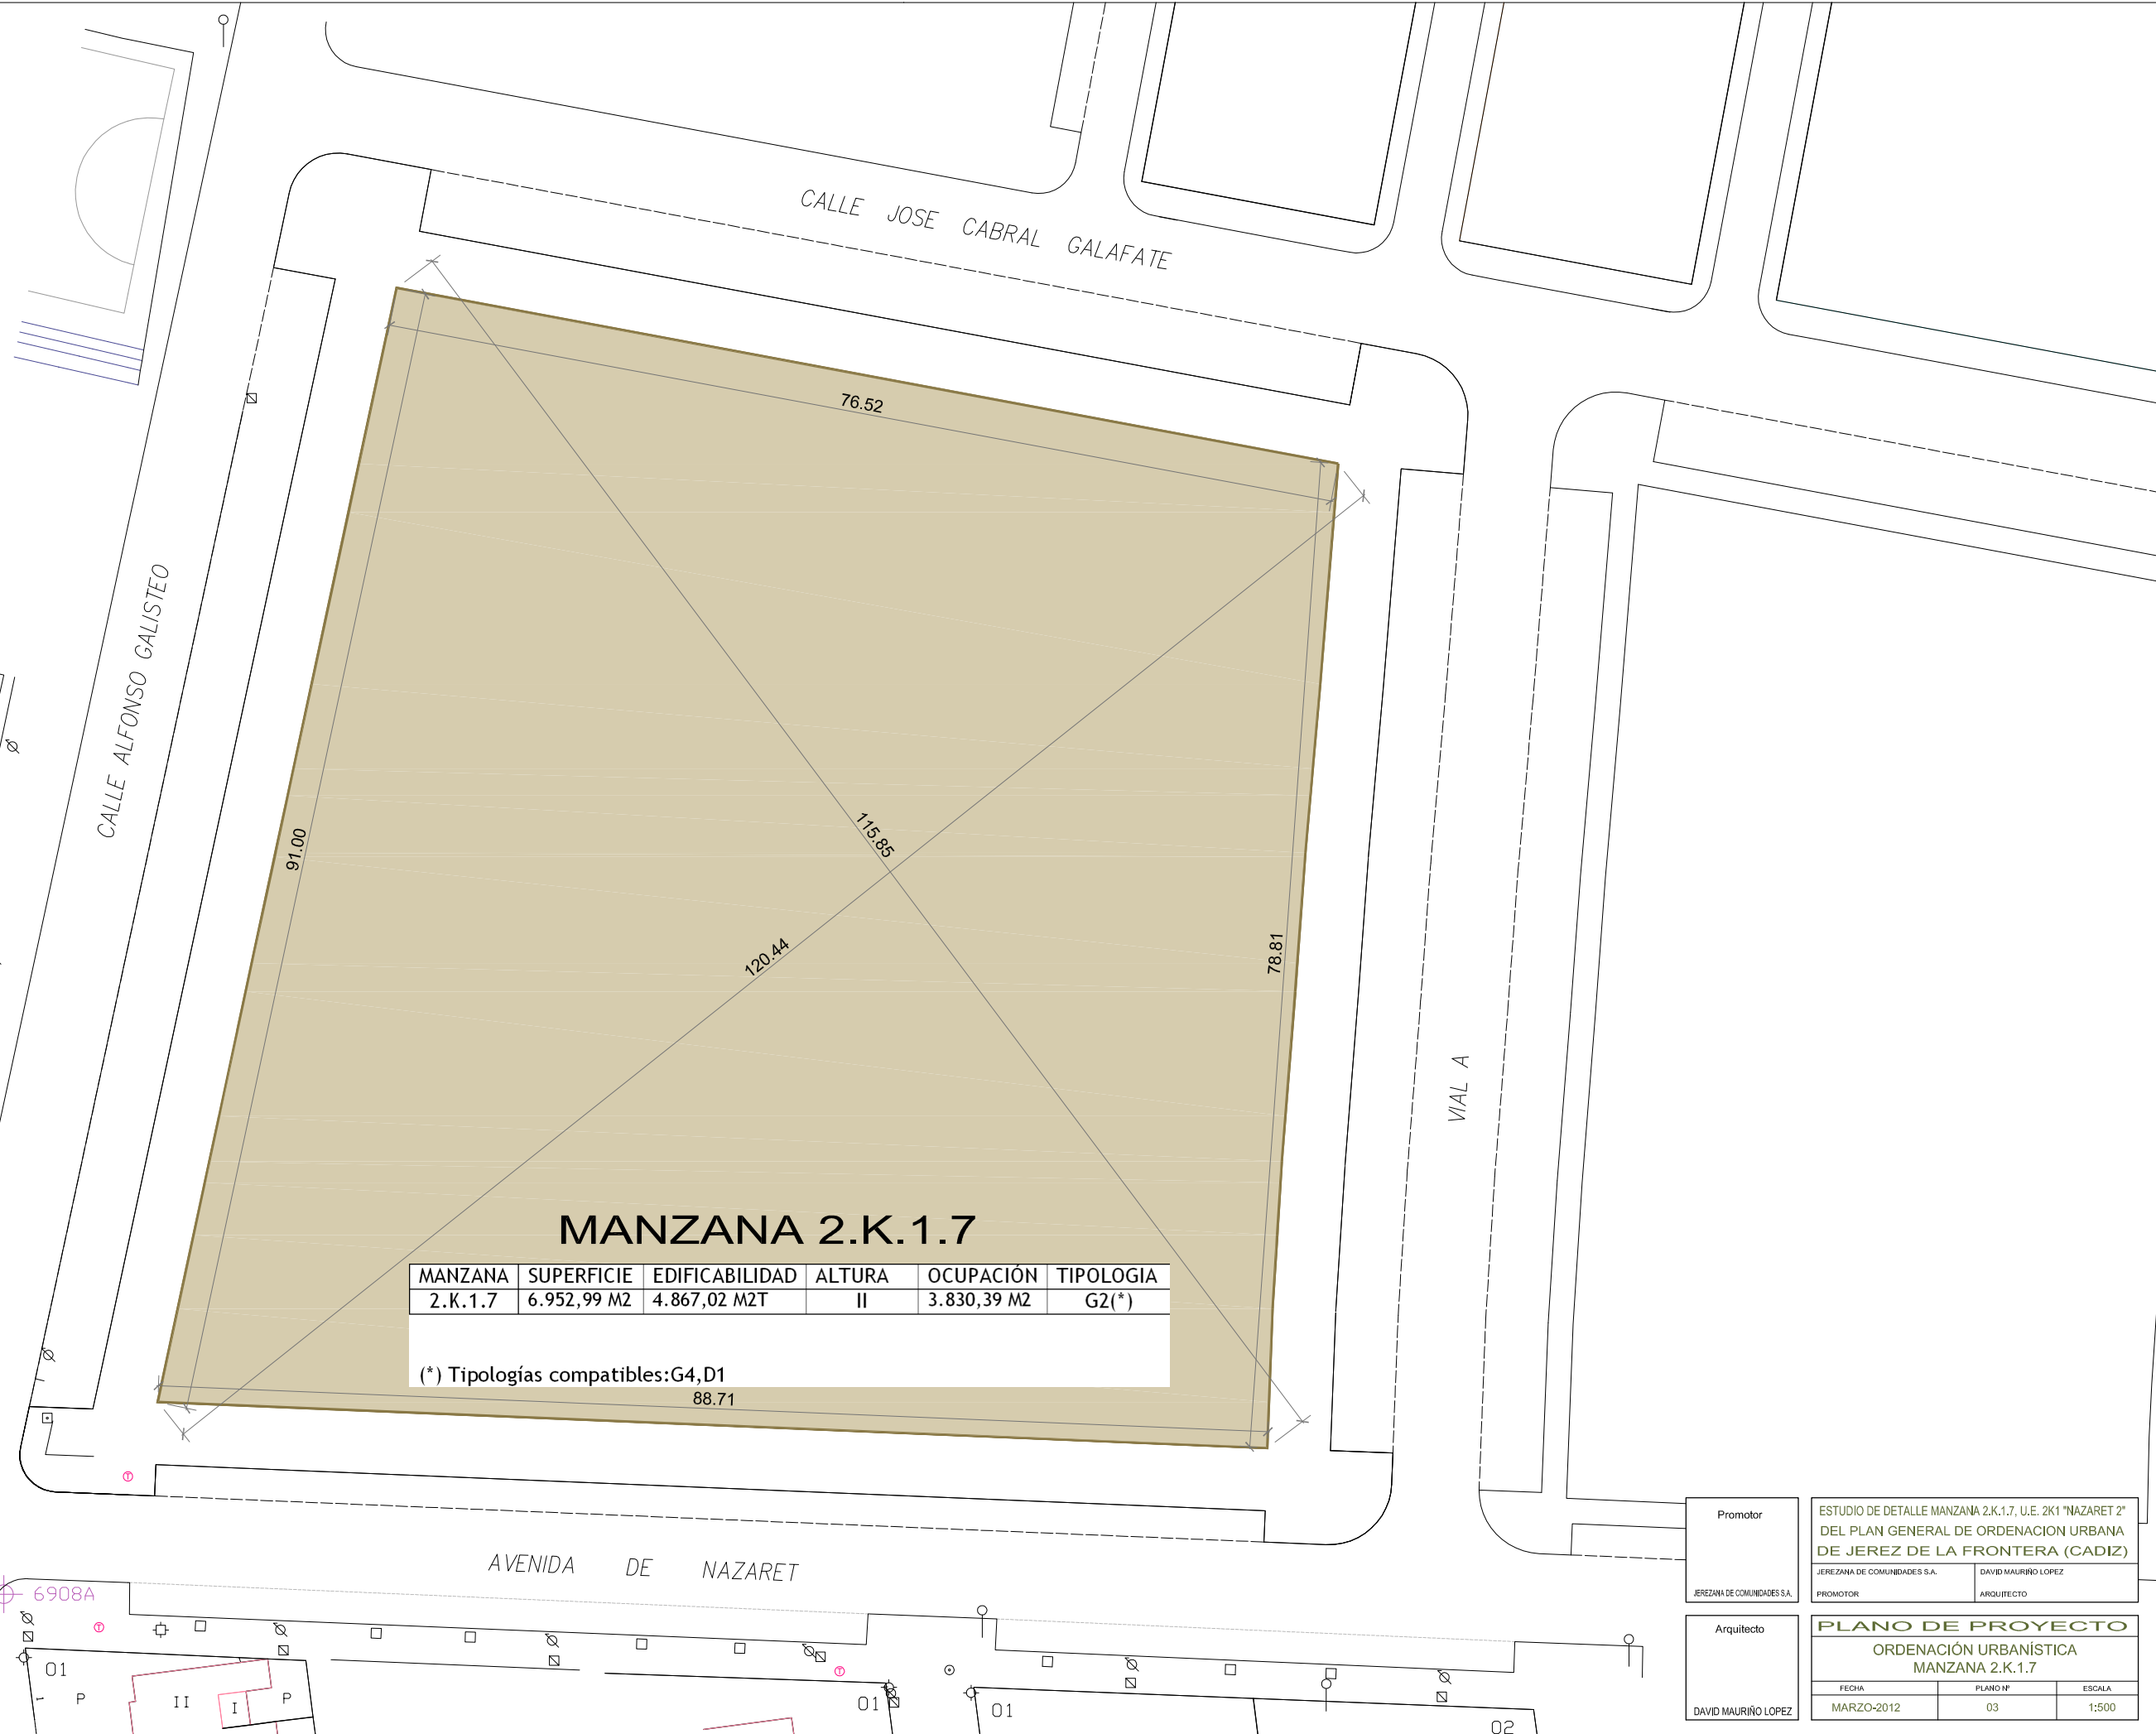 CALLE JOSE CABRAL GALAFATE
76.52
CALLE ALFONSO GALISTEO
91.00
115.85
120.44
78.81
VIAL A
MANZANA 2.K.1.7
MANZANA SUPERFICIE EDIFICABILIDAD ALTURA OCUPACIÓN TIPOLOGIA
2.K.1.7 6.952,99 M2 4.867,02 M2T II 3.830,39 M2 G2(*)
(*) Tipologías compatibles:G4,D1
88.71
AVENIDA DE NAZARET
6908A
01
P
II
I
P
01
01
02
Promotor
JEREZANA DE COMUNIDADES S.A.
ESTUDIO DE DETALLE MANZANA 2.K.1.7, U.E. 2K1 "NAZARET 2"
DEL PLAN GENERAL DE ORDENACION URBANA
DE JEREZ DE LA FRONTERA (CADIZ)
JEREZANA DE COMUNIDADES S.A. DAVID MAURIÑO LOPEZ
PROMOTOR ARQUITECTO
Arquitecto
DAVID MAURIÑO LOPEZ
PLANO DE PROYECTO
ORDENACIÓN URBANÍSTICA
MANZANA 2.K.1.7
FECHA PLANO Nº ESCALA
MARZO-2012 03 1:500